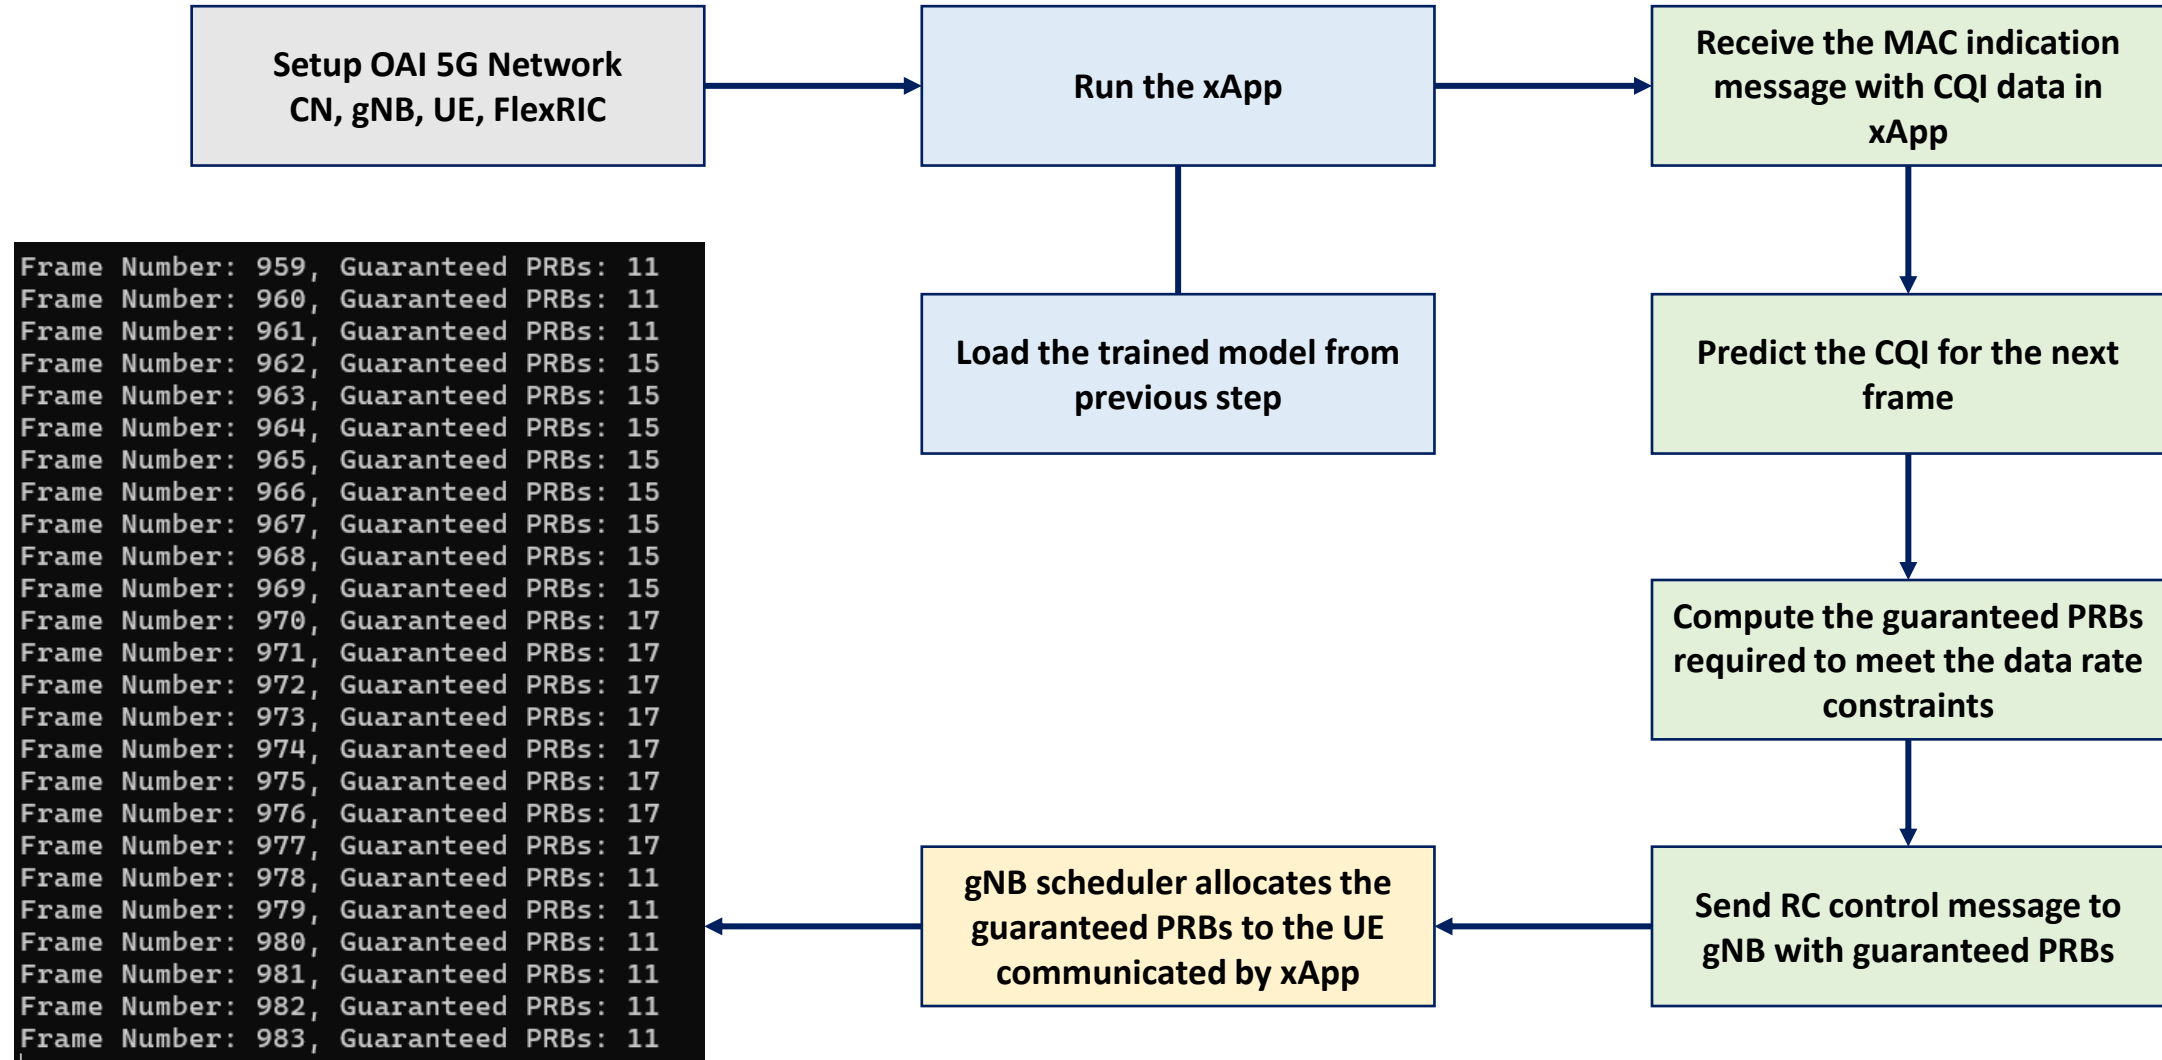 Setup OAI 5G Network
CN, gNB, UE, FlexRIC
Run the xApp
Receive the MAC indication
message with CQI data in
xApp
Load the trained model from
previous step
Predict the CQI for the next
frame
Compute the guaranteed PRBs
required to meet the data rate
constraints
Send RC control message to
gNB with guaranteed PRBs
gNB scheduler allocates the
guaranteed PRBs to the UE
communicated by xApp
Frame Number: 959, Guaranteed PRBs: 11
Frame Number: 960, Guaranteed PRBs: 11
Frame Number: 961, Guaranteed PRBs: 11
Frame Number: 962, Guaranteed PRBs: 15
Frame Number: 963, Guaranteed PRBs: 15
Frame Number: 964, Guaranteed PRBs: 15
Frame Number: 965, Guaranteed PRBs: 15
Frame Number: 966, Guaranteed PRBs: 15
Frame Number: 967, Guaranteed PRBs: 15
Frame Number: 968, Guaranteed PRBs: 15
Frame Number: 969, Guaranteed PRBs: 15
Frame Number: 970, Guaranteed PRBs: 17
Frame Number: 971, Guaranteed PRBs: 17
Frame Number: 972, Guaranteed PRBs: 17
Frame Number: 973, Guaranteed PRBs: 17
Frame Number: 974, Guaranteed PRBs: 17
Frame Number: 975, Guaranteed PRBs: 17
Frame Number: 976, Guaranteed PRBs: 17
Frame Number: 977, Guaranteed PRBs: 17
Frame Number: 978, Guaranteed PRBs: 11
Frame Number: 979, Guaranteed PRBs: 11
Frame Number: 980, Guaranteed PRBs: 11
Frame Number: 981, Guaranteed PRBs: 11
Frame Number: 982, Guaranteed PRBs: 11
Frame Number: 983, Guaranteed PRBs: 11